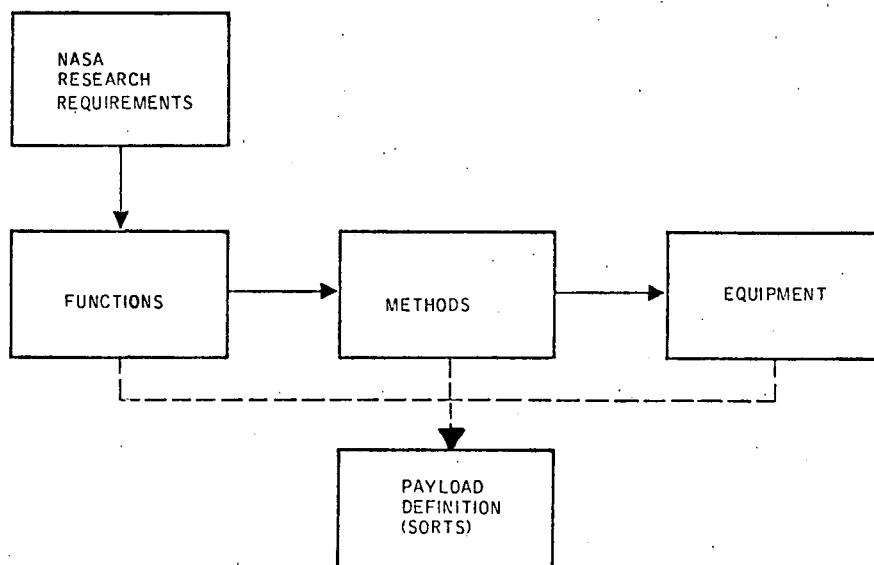 NASA
RESEARCH
REQUIREMENTS
FUNCTIONS
METHODS
EQUIPMENT
PAYLOAD
DEFINITION
(SORTS)